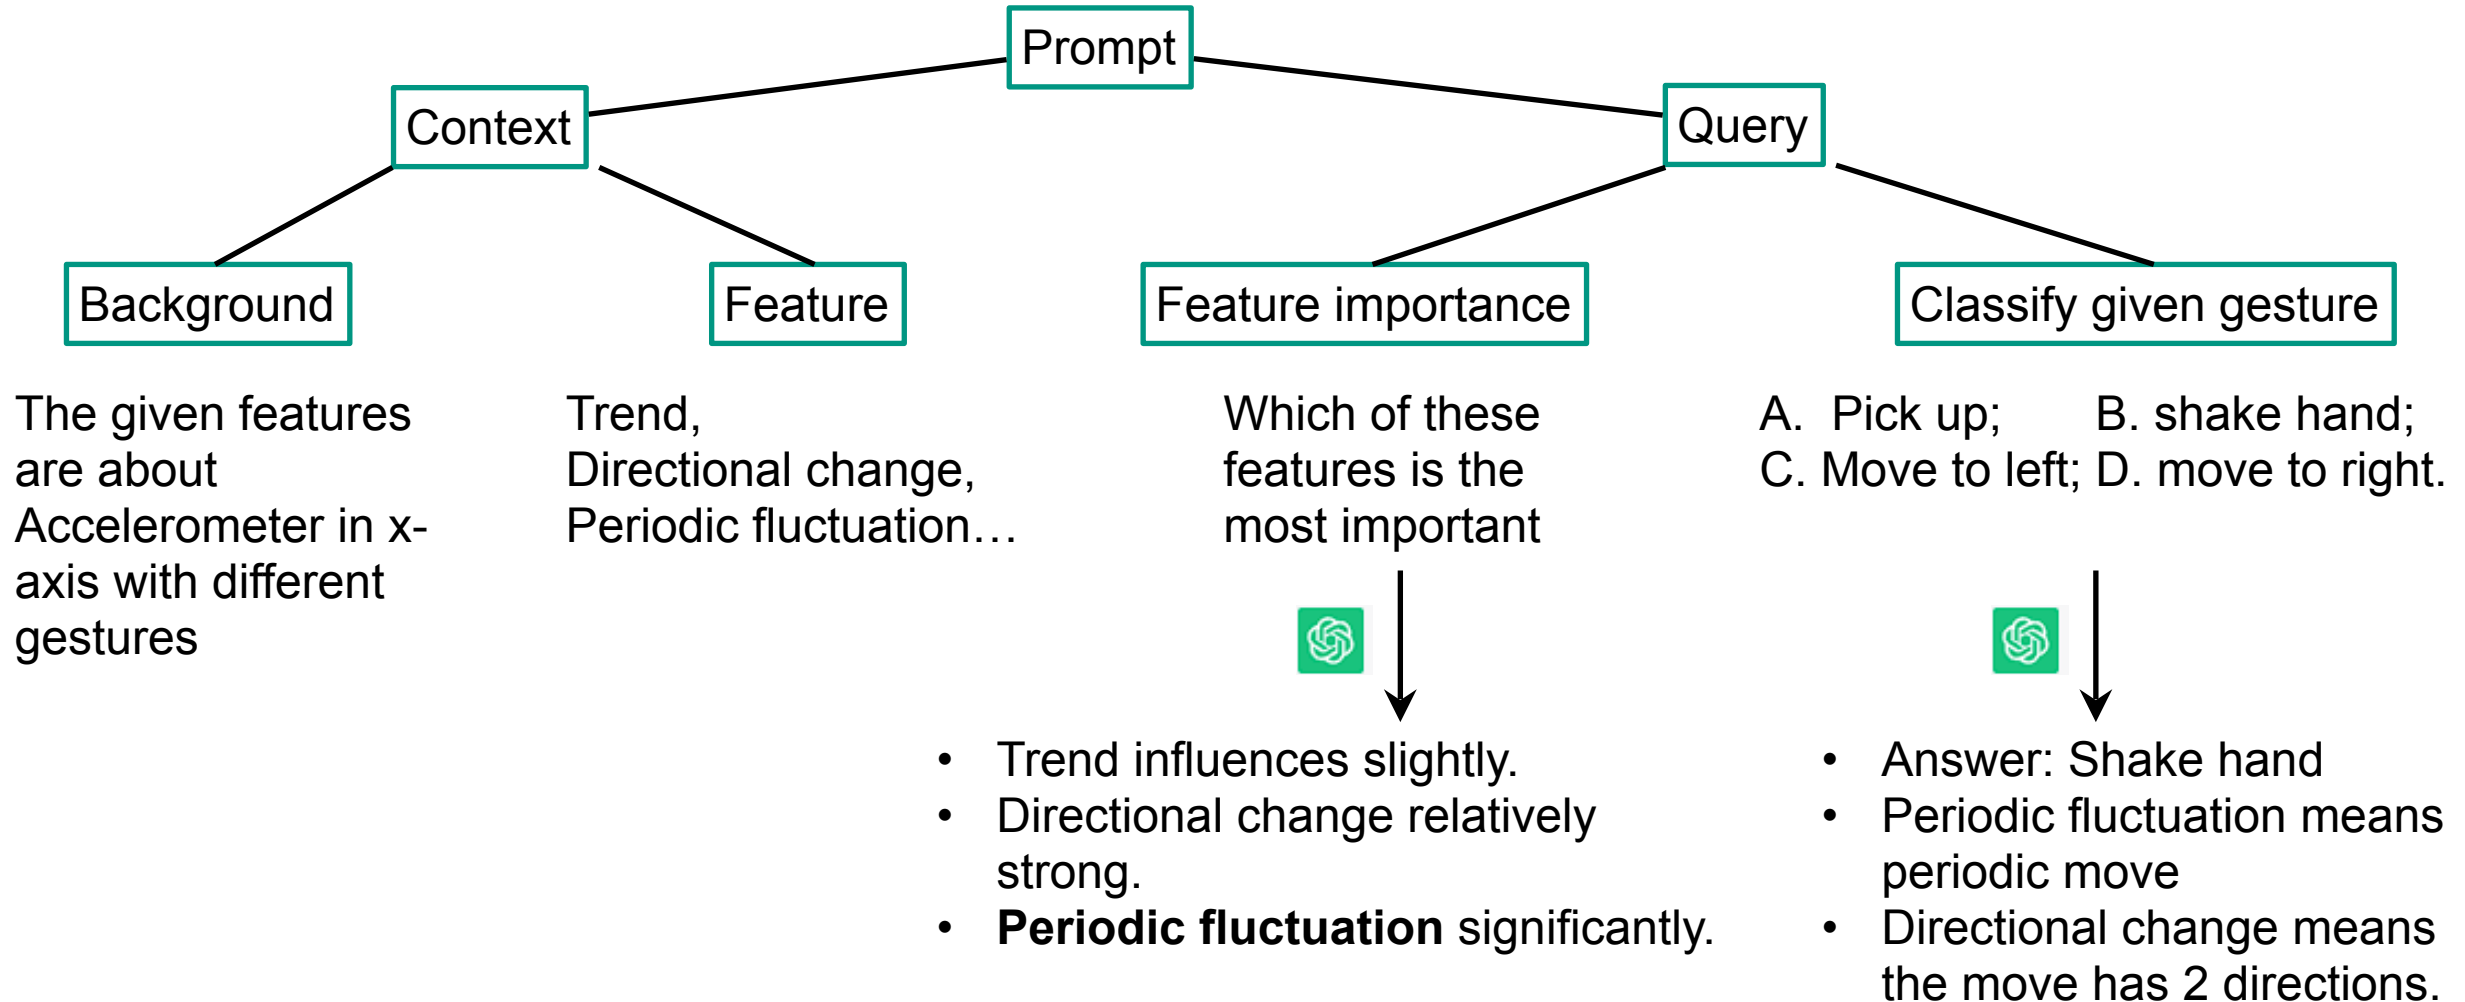 Prompt
Context
Query
Background
Feature
Feature importance
Classify given gesture
The given features
are about
Accelerometer in x-
axis with different
gestures
Trend,
Directional change,
Periodic fluctuation…
Which of these
features is the
most important
A. Pick up; B. shake hand;
C. Move to left; D. move to right.
• Trend influences slightly.
• Directional change relatively
strong.
• Periodic fluctuation significantly.
• Answer: Shake hand
• Periodic fluctuation means
periodic move
• Directional change means
the move has 2 directions.